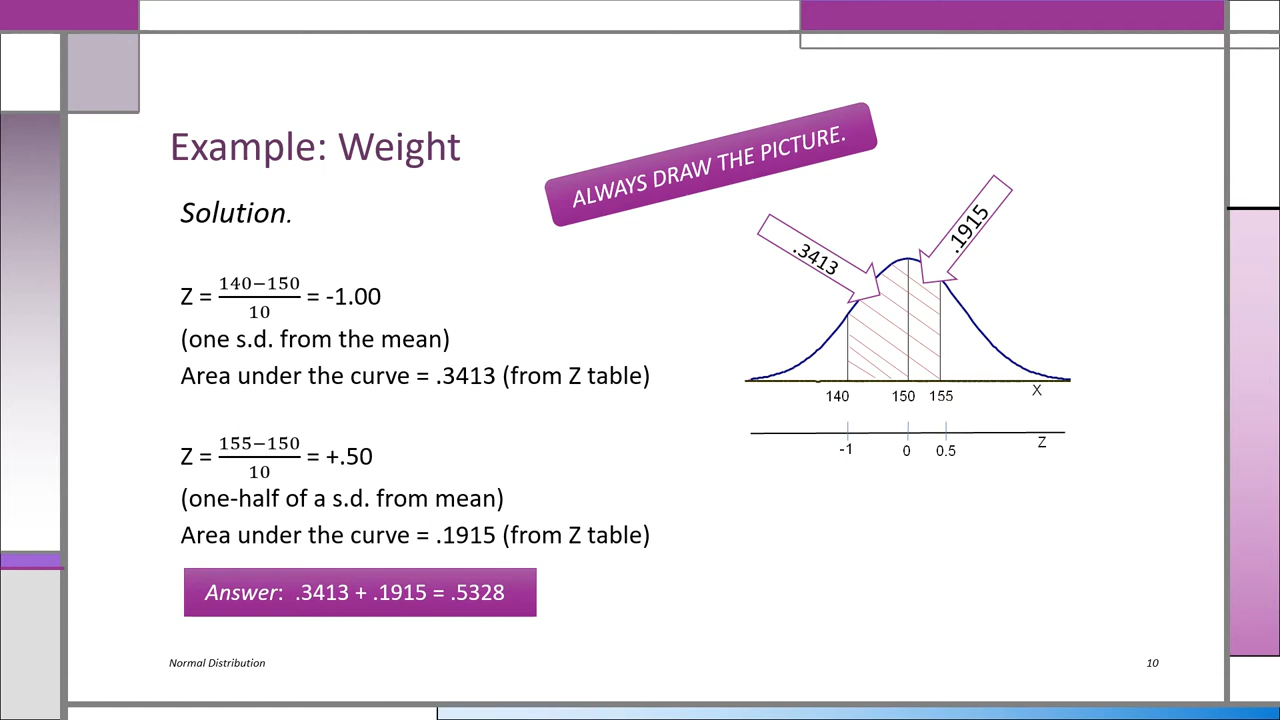 Example: Weight
ALWAYS DRAW THE PICTURE.
Solution.
Z = \frac{140−150}{10} = -1.00
(one s.d. from the mean)
Area under the curve = .3413 (from Z table)
Z = \frac{155−150}{10} = +.50
(one-half of a s.d. from mean)
Area under the curve = .1915 (from Z table)
Answer: .3413 + .1915 = .5328
.3413
.1915
140 150 155 X
-1 0 0.5 Z
Normal Distribution
10